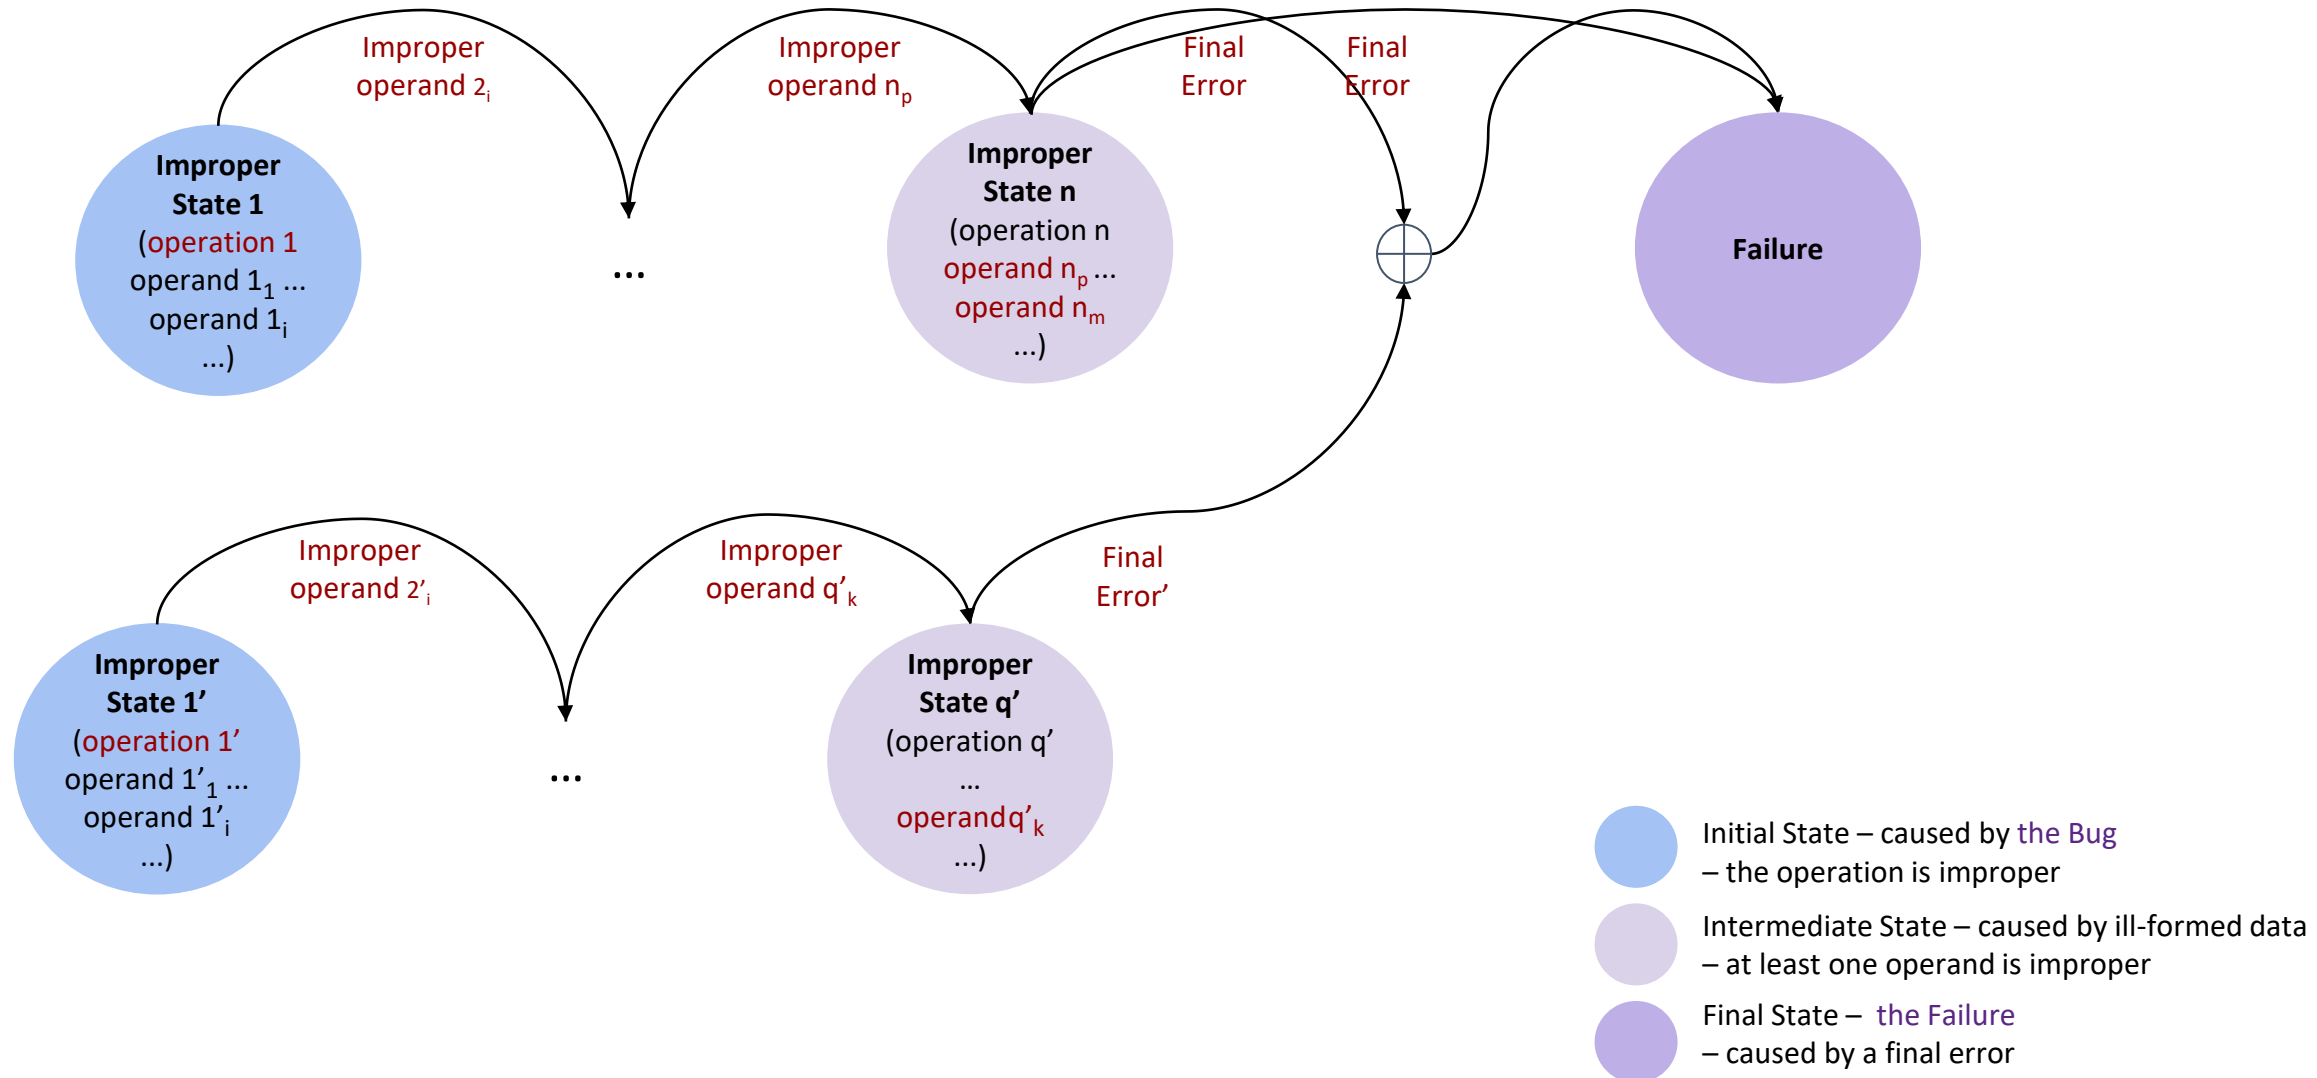 Improper
operand 2i
Improper
operand np
Final
Error
Final
Error
Improper
State 1
(operation 1
operand 11 ...
operand 1i
...)
...
Improper
State n
(operation n
operand np ...
operand nm
...)
Failure
Improper
operand 2'i
Improper
operand q’k
Final
Error’
Improper
State 1’
(operation 1’
operand 1’1 ...
operand 1’i
...)
...
Improper
State q’
(operation q’
...
operand q’k
...)
Initial State – caused by the Bug
– the operation is improper
Intermediate State – caused by ill-formed data
– at least one operand is improper
Final State – the Failure
– caused by a final error